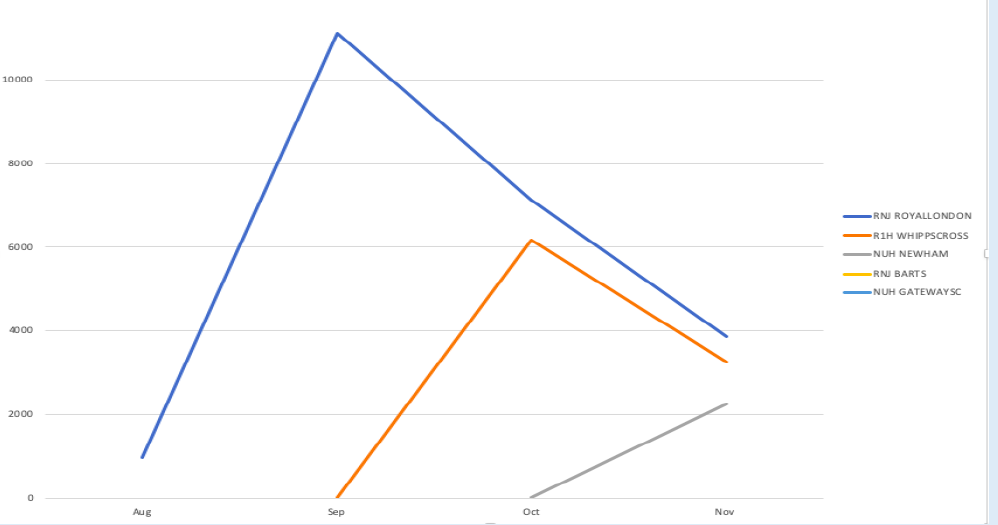 10000
8000
6000
4000
2000
0
Aug Sep Oct Nov
RNJ ROYALLONDON
R1H WHIPPSCROSS
NUH NEWHAM
RNJ BARTS
NUH GATEWAYSC